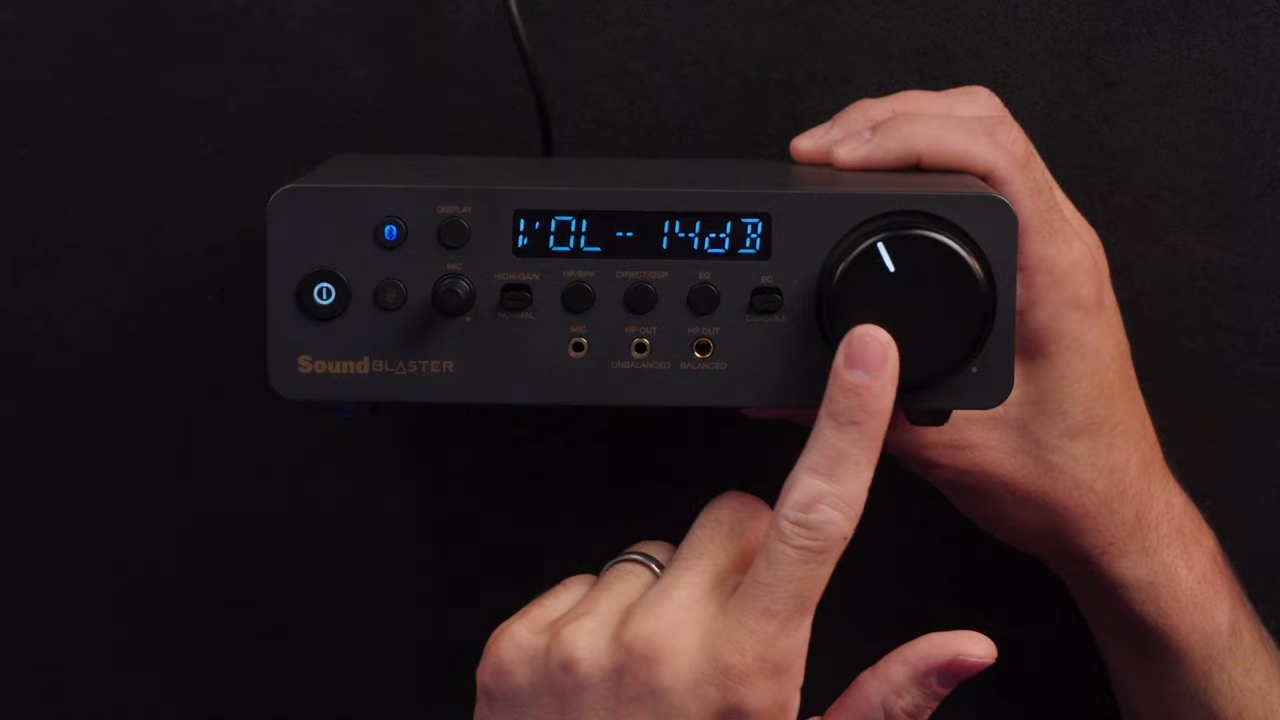 DISPLAY
VOL -14dB
MIC
HIGH-GAIN
NORMAL
HP/SPK
DIRECT/DSP
EQ
PC
CONSOLE
MIC
HP OUT
UNBALANCED
HP OUT
BALANCED
Sound BLASTER